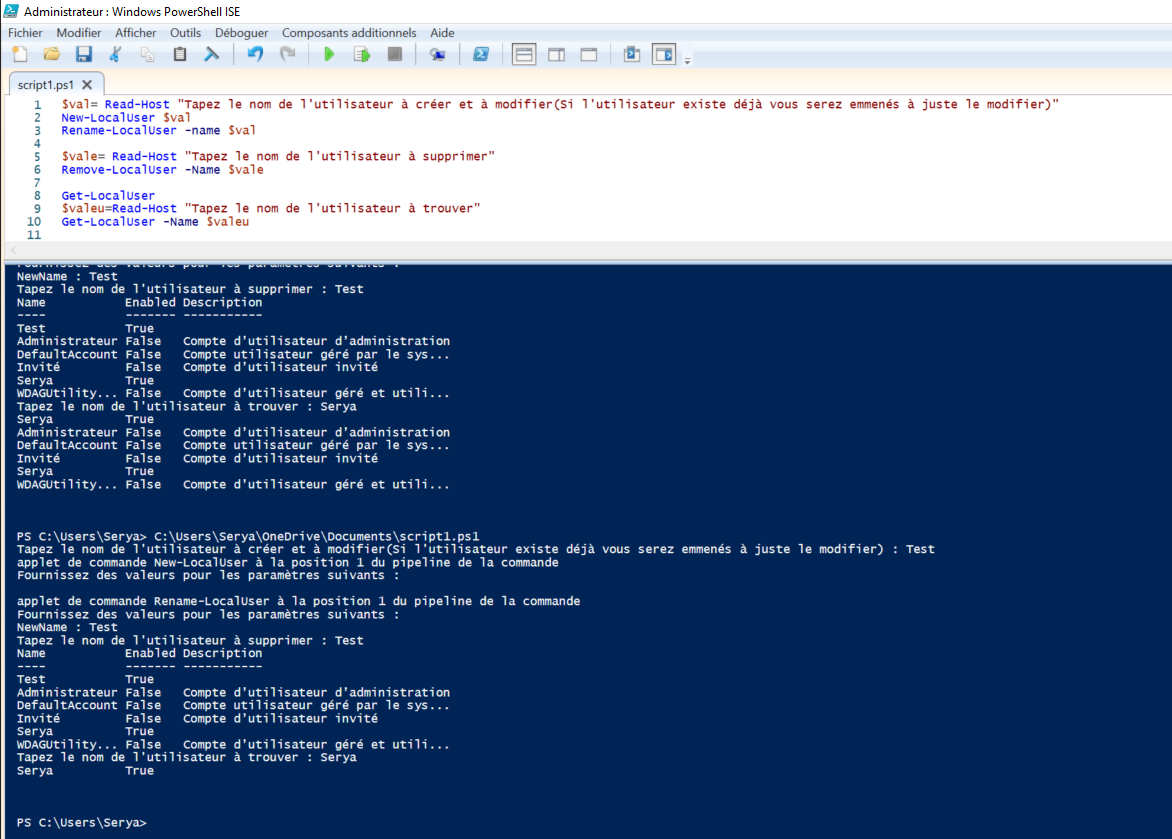 Administrateur : Windows PowerShell ISE
Fichier Modifier Afficher Outils Déboguer Composants additionnels Aide
script1.ps1 X
1 $val= Read-Host "Tapez le nom de l'utilisateur à créer et à modifier(Si l'utilisateur existe déjà vous serez emmenés à juste le modifier)"
2 New-LocalUser $val
3 Rename-LocalUser -name $val
4
5 $vale= Read-Host "Tapez le nom de l'utilisateur à supprimer"
6 Remove-LocalUser -Name $vale
7
8 Get-LocalUser
9 $valeu=Read-Host "Tapez le nom de l'utilisateur à trouver"
10 Get-LocalUser -Name $valeu
11
Fournissez des valeurs pour les paramètres suivants :
NewName : Test
Tapez le nom de l'utilisateur à supprimer : Test
Name Enabled Description
---- ------- -----------
Test True
Administrateur False Compte d'utilisateur d'administration
DefaultAccount False Compte utilisateur géré par le sys...
Invité False Compte d'utilisateur invité
Serya True
WDAGUtility... False Compte d'utilisateur géré et utili...
Tapez le nom de l'utilisateur à trouver : Serya
Serya True
Administrateur False Compte d'utilisateur d'administration
DefaultAccount False Compte utilisateur géré par le sys...
Invité False Compte d'utilisateur invité
Serya True
WDAGUtility... False Compte d'utilisateur géré et utili...
PS C:\Users\Serya> C:\Users\Serya\OneDrive\Documents\script1.ps1
Tapez le nom de l'utilisateur à créer et à modifier(Si l'utilisateur existe déjà vous serez emmenés à juste le modifier) : Test
applet de commande New-LocalUser à la position 1 du pipeline de la commande
Fournissez des valeurs pour les paramètres suivants :
applet de commande Rename-LocalUser à la position 1 du pipeline de la commande
Fournissez des valeurs pour les paramètres suivants :
NewName : Test
Tapez le nom de l'utilisateur à supprimer : Test
Name Enabled Description
---- ------- -----------
Test True
Administrateur False Compte d'utilisateur d'administration
DefaultAccount False Compte utilisateur géré par le sys...
Invité False Compte d'utilisateur invité
Serya True
WDAGUtility... False Compte d'utilisateur géré et utili...
Tapez le nom de l'utilisateur à trouver : Serya
Serya True
PS C:\Users\Serya>